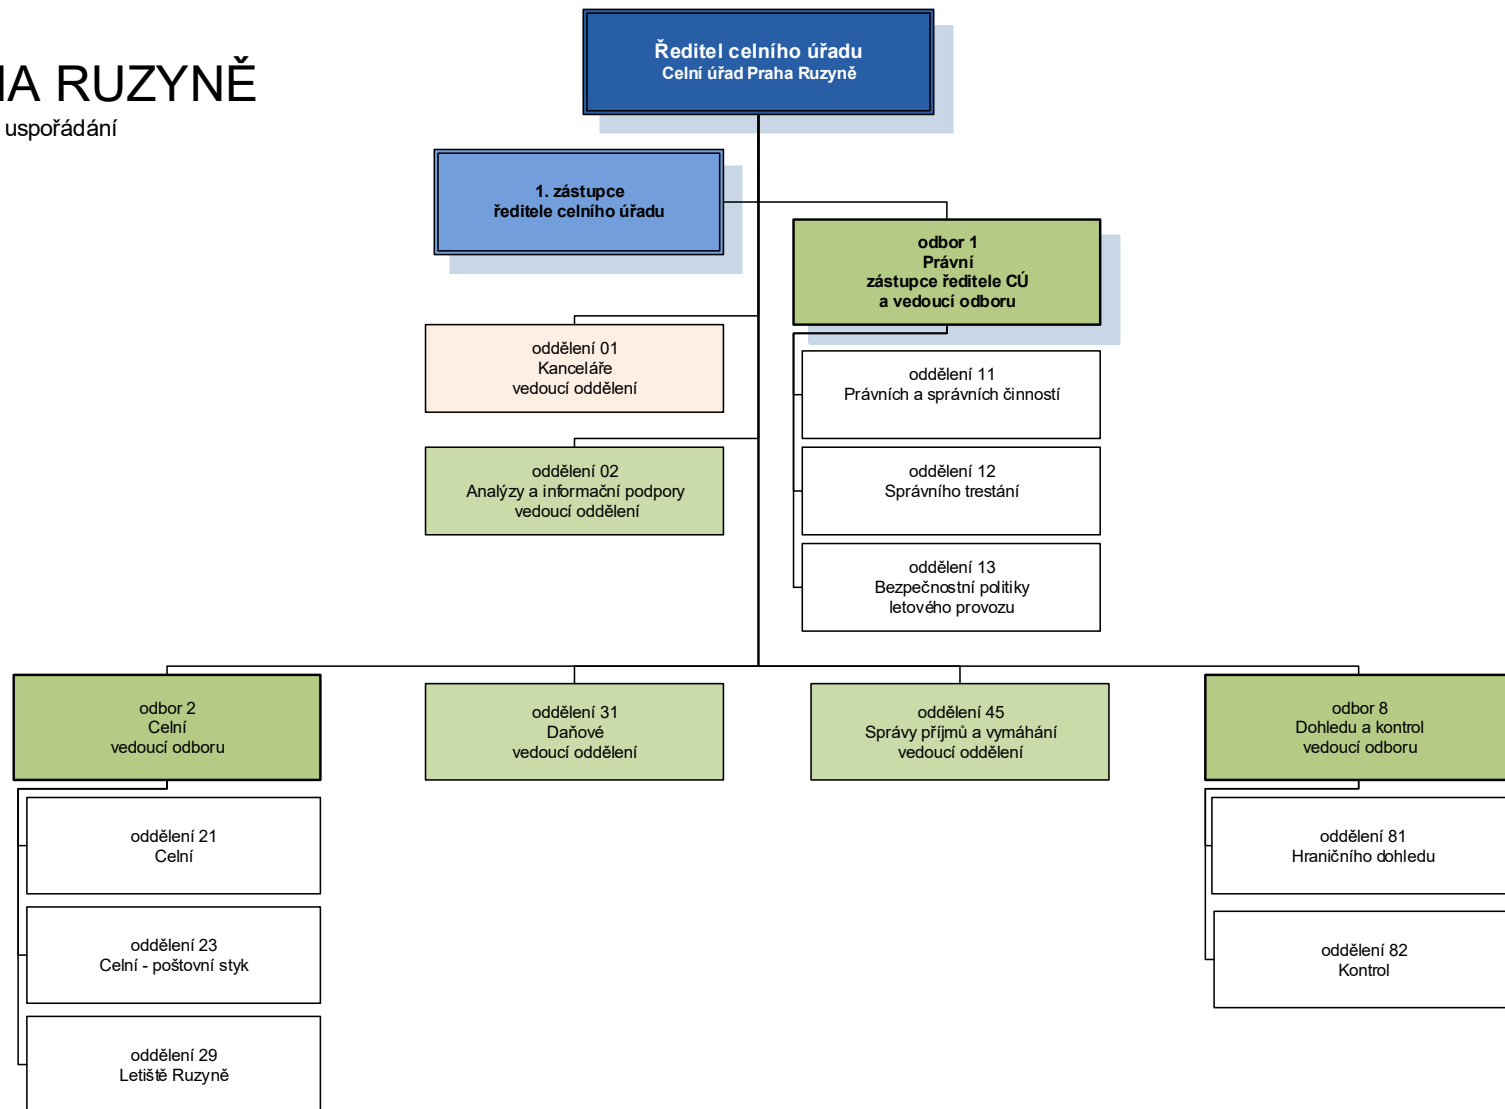 Ředitel celního úřadu
Celní úřad Praha Ruzyně
HA RUZYNĚ
uspořádání
1. zástupce
ředitele celního úřadu
odbor 1
Právní
zástupce ředitele CÚ
a vedoucí odboru
oddělení 01
Kanceláře
vedoucí oddělení
oddělení 11
Právních a správních činností
oddělení 02
Analýzy a informační podpory
vedoucí oddělení
oddělení 12
Správního trestání
oddělení 13
Bezpečnostní politiky
letového provozu
odbor 2
Celní
vedoucí odboru
oddělení 31
Daňové
vedoucí oddělení
oddělení 45
Správy příjmů a vymáhání
vedoucí oddělení
odbor 8
Dohledu a kontrol
vedoucí odboru
oddělení 21
Celní
oddělení 23
Celní - poštovní styk
oddělení 29
Letiště Ruzyně
oddělení 81
Hraničního dohledu
oddělení 82
Kontrol